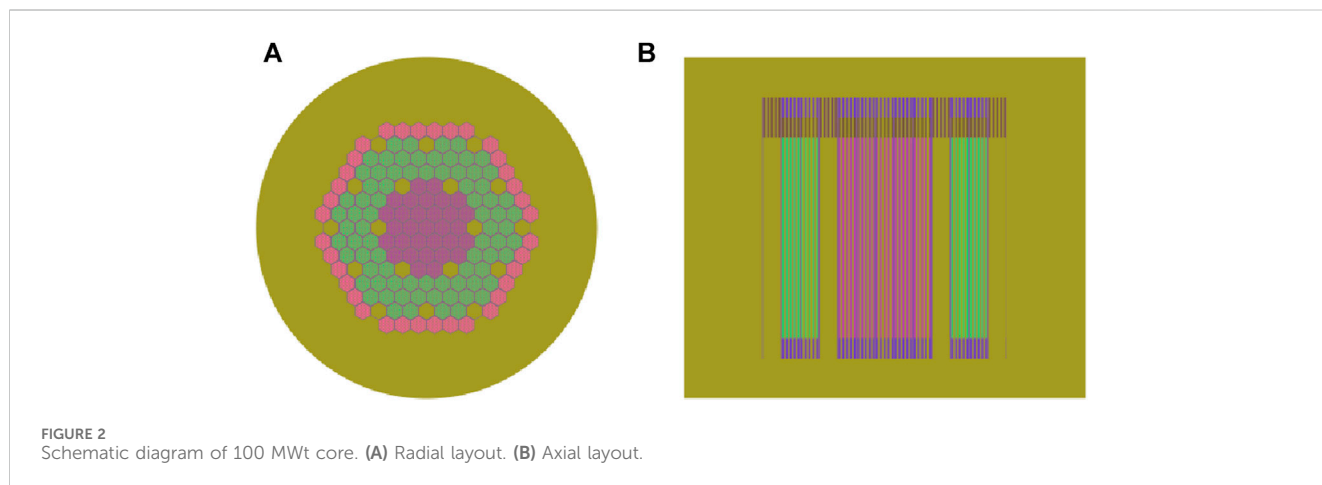 A
B
FIGURE 2
Schematic diagram of 100 MWt core. (A) Radial layout. (B) Axial layout.